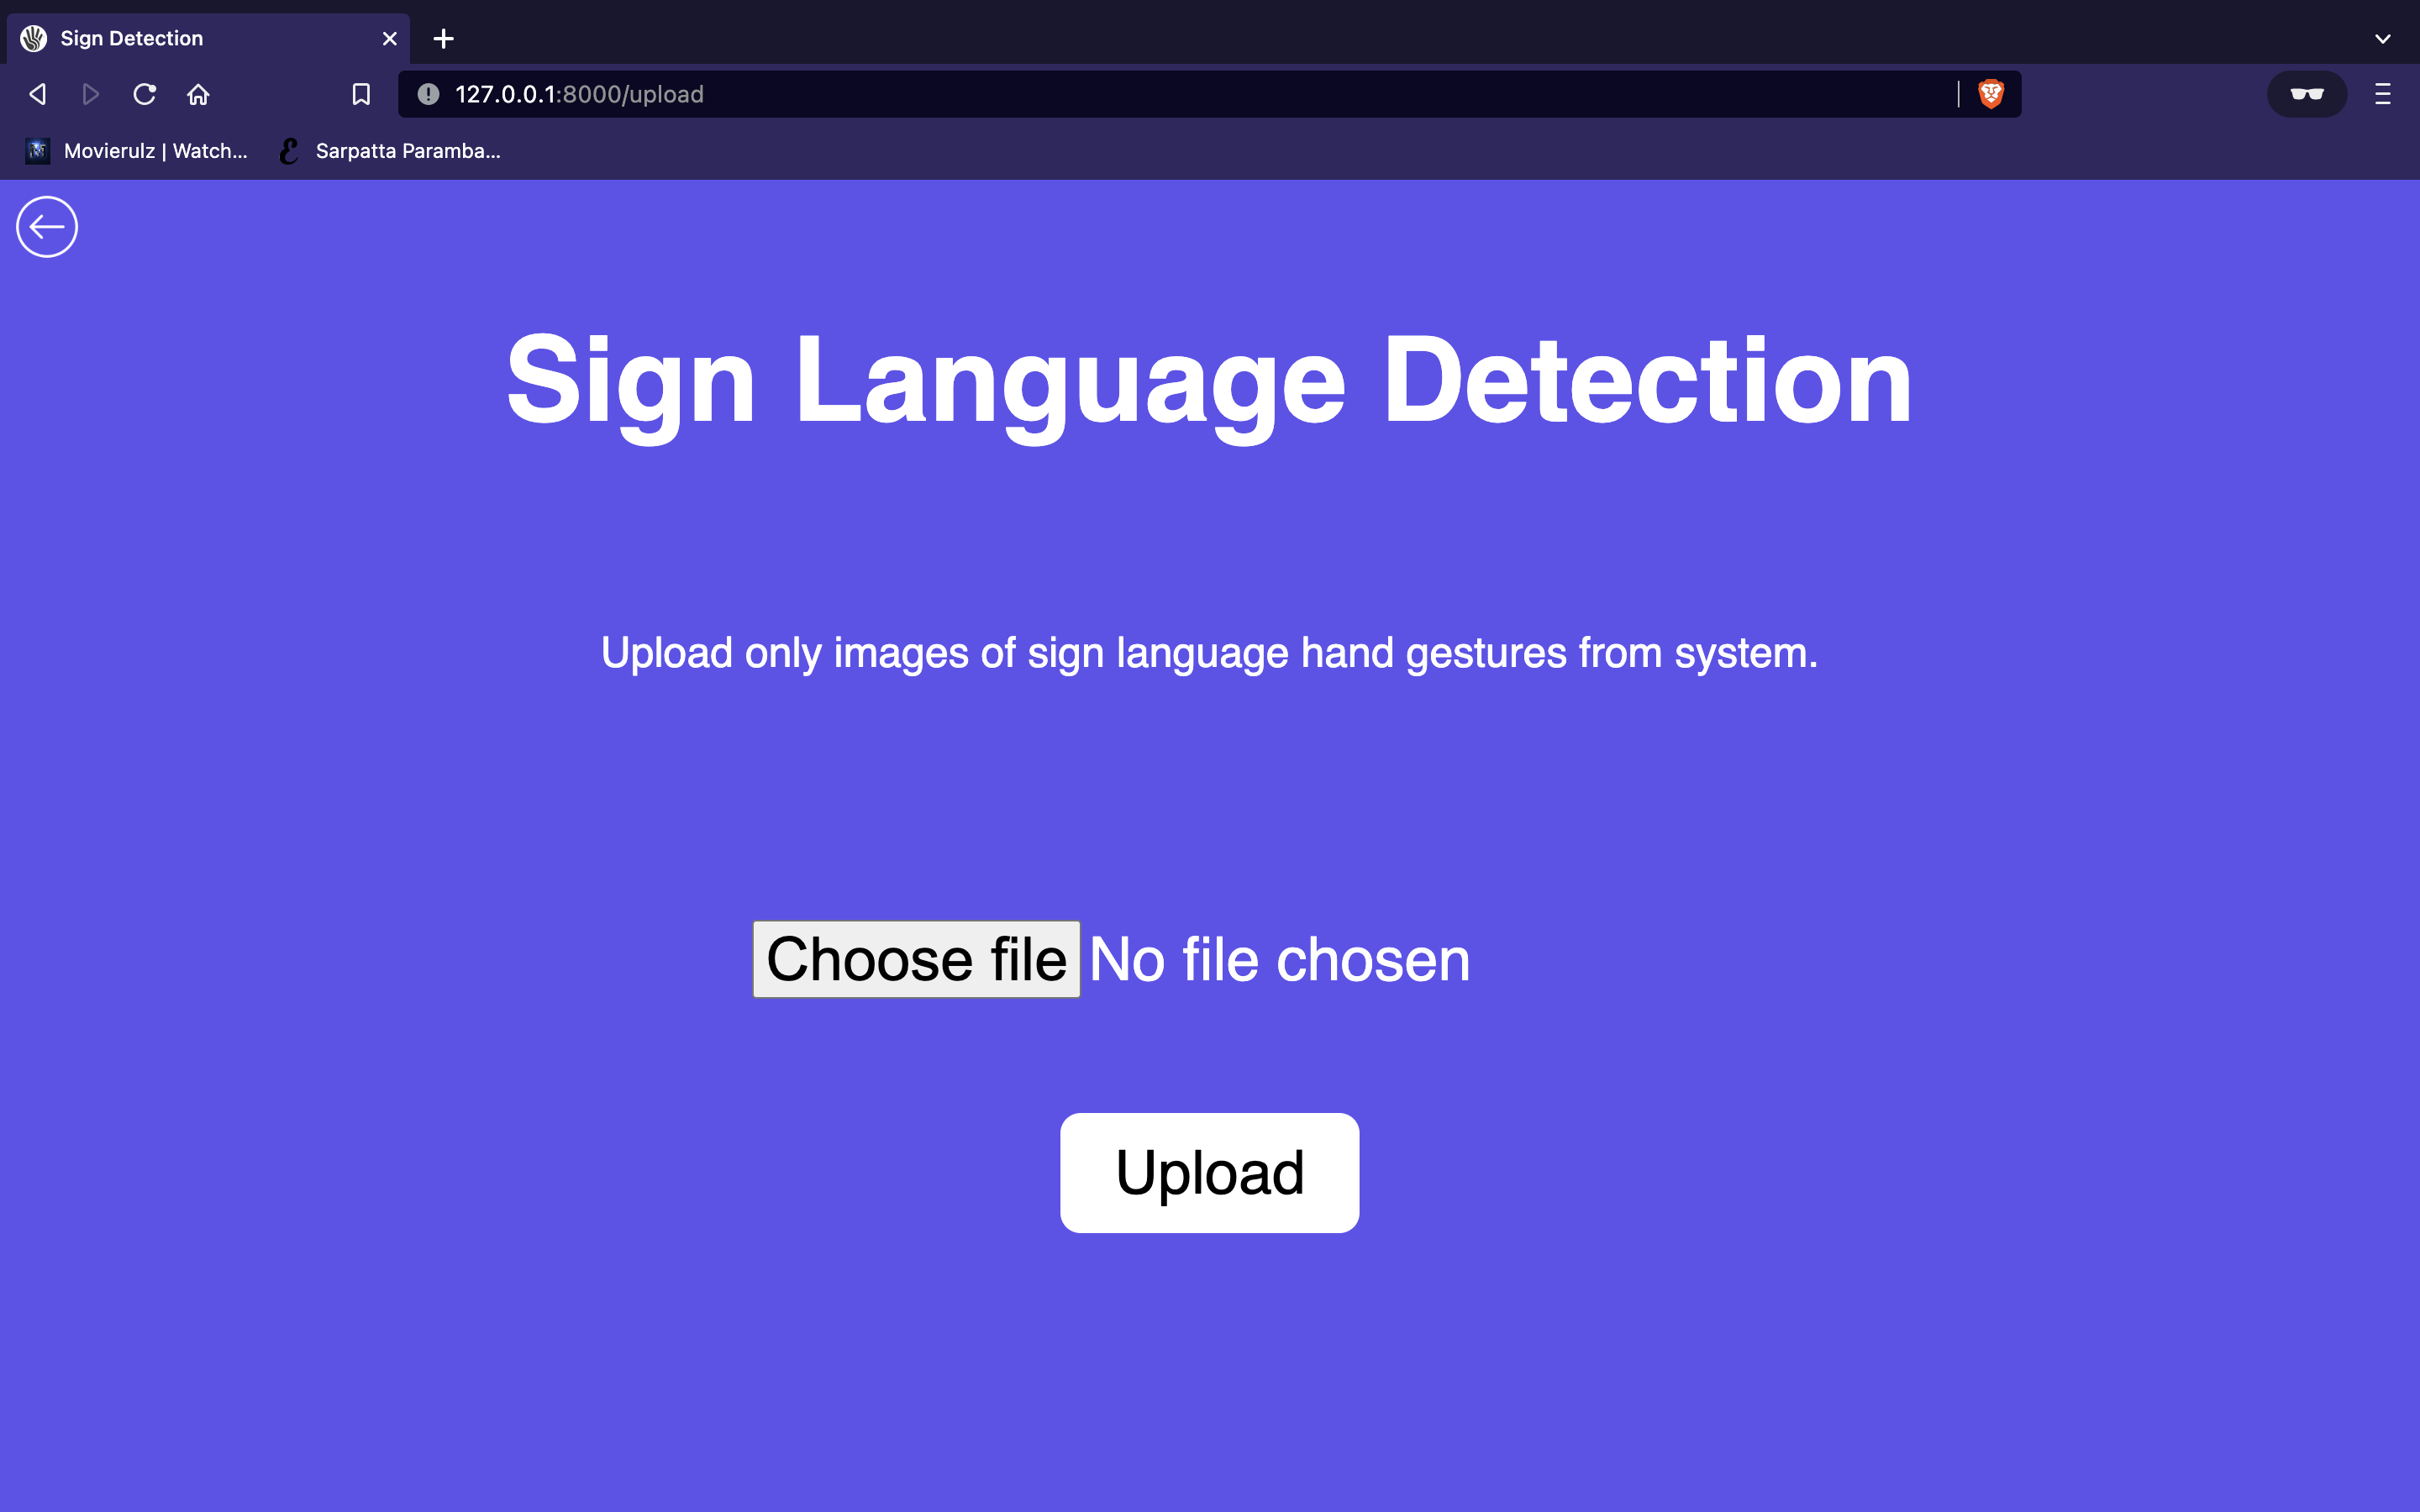 Sign Detection
127.0.0.1:8000/upload
Movierulz | Watch... Sarpatta Paramba...
Sign Language Detection
Upload only images of sign language hand gestures from system.
Choose file No file chosen
Upload